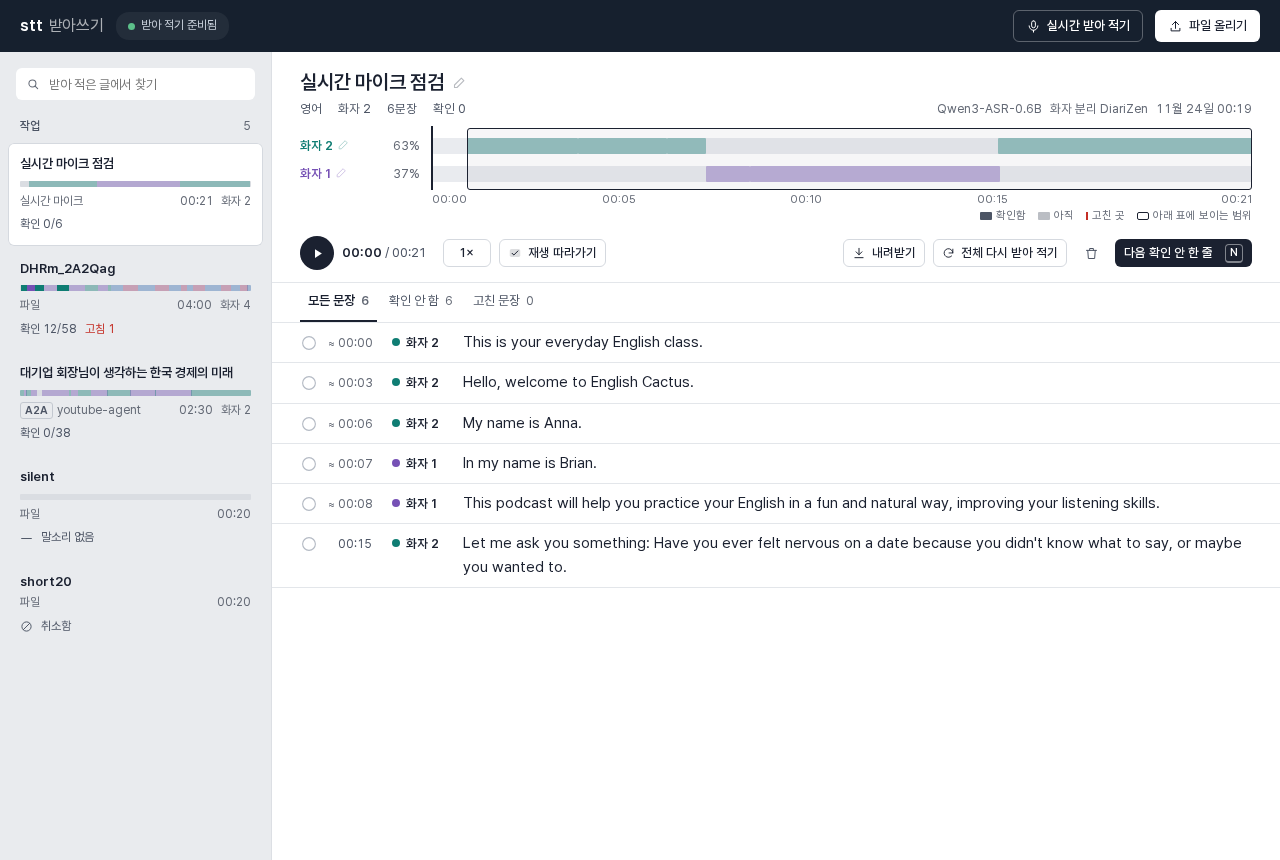 stt 받아쓰기
받아 적기 준비됨
실시간 받아 적기
파일 올리기
받아 적은 글에서 찾기
작업 5
실시간 마이크 점검
실시간 마이크 00:21 화자 2
확인 0/6
DHRm_2A2Qag
파일 04:00 화자 4
확인 12/58 고침 1
대기업 회장님이 생각하는 한국 경제의 미래
A2A youtube-agent 02:30 화자 2
확인 0/38
silent
파일 00:20
— 말소리 없음
short20
파일 00:20
취소함
실시간 마이크 점검
영어 화자 2 6문장 확인 0
Qwen3-ASR-0.6B 화자 분리 DiariZen 11월 24일 00:19
화자 2 63%
화자 1 37%
00:00 00:05 00:10 00:15 00:21
확인함 아직 고친 곳 아래 표에 보이는 범위
00:00 / 00:21
1×
재생 따라가기
내려받기
전체 다시 받아 적기
다음 확인 안 한 줄 N
모든 문장 6 확인 안 함 6 고친 문장 0
≈ 00:00 화자 2 This is your everyday English class.
≈ 00:03 화자 2 Hello, welcome to English Cactus.
≈ 00:06 화자 2 My name is Anna.
≈ 00:07 화자 1 In my name is Brian.
≈ 00:08 화자 1 This podcast will help you practice your English in a fun and natural way, improving your listening skills.
00:15 화자 2 Let me ask you something: Have you ever felt nervous on a date because you didn't know what to say, or maybe
you wanted to.